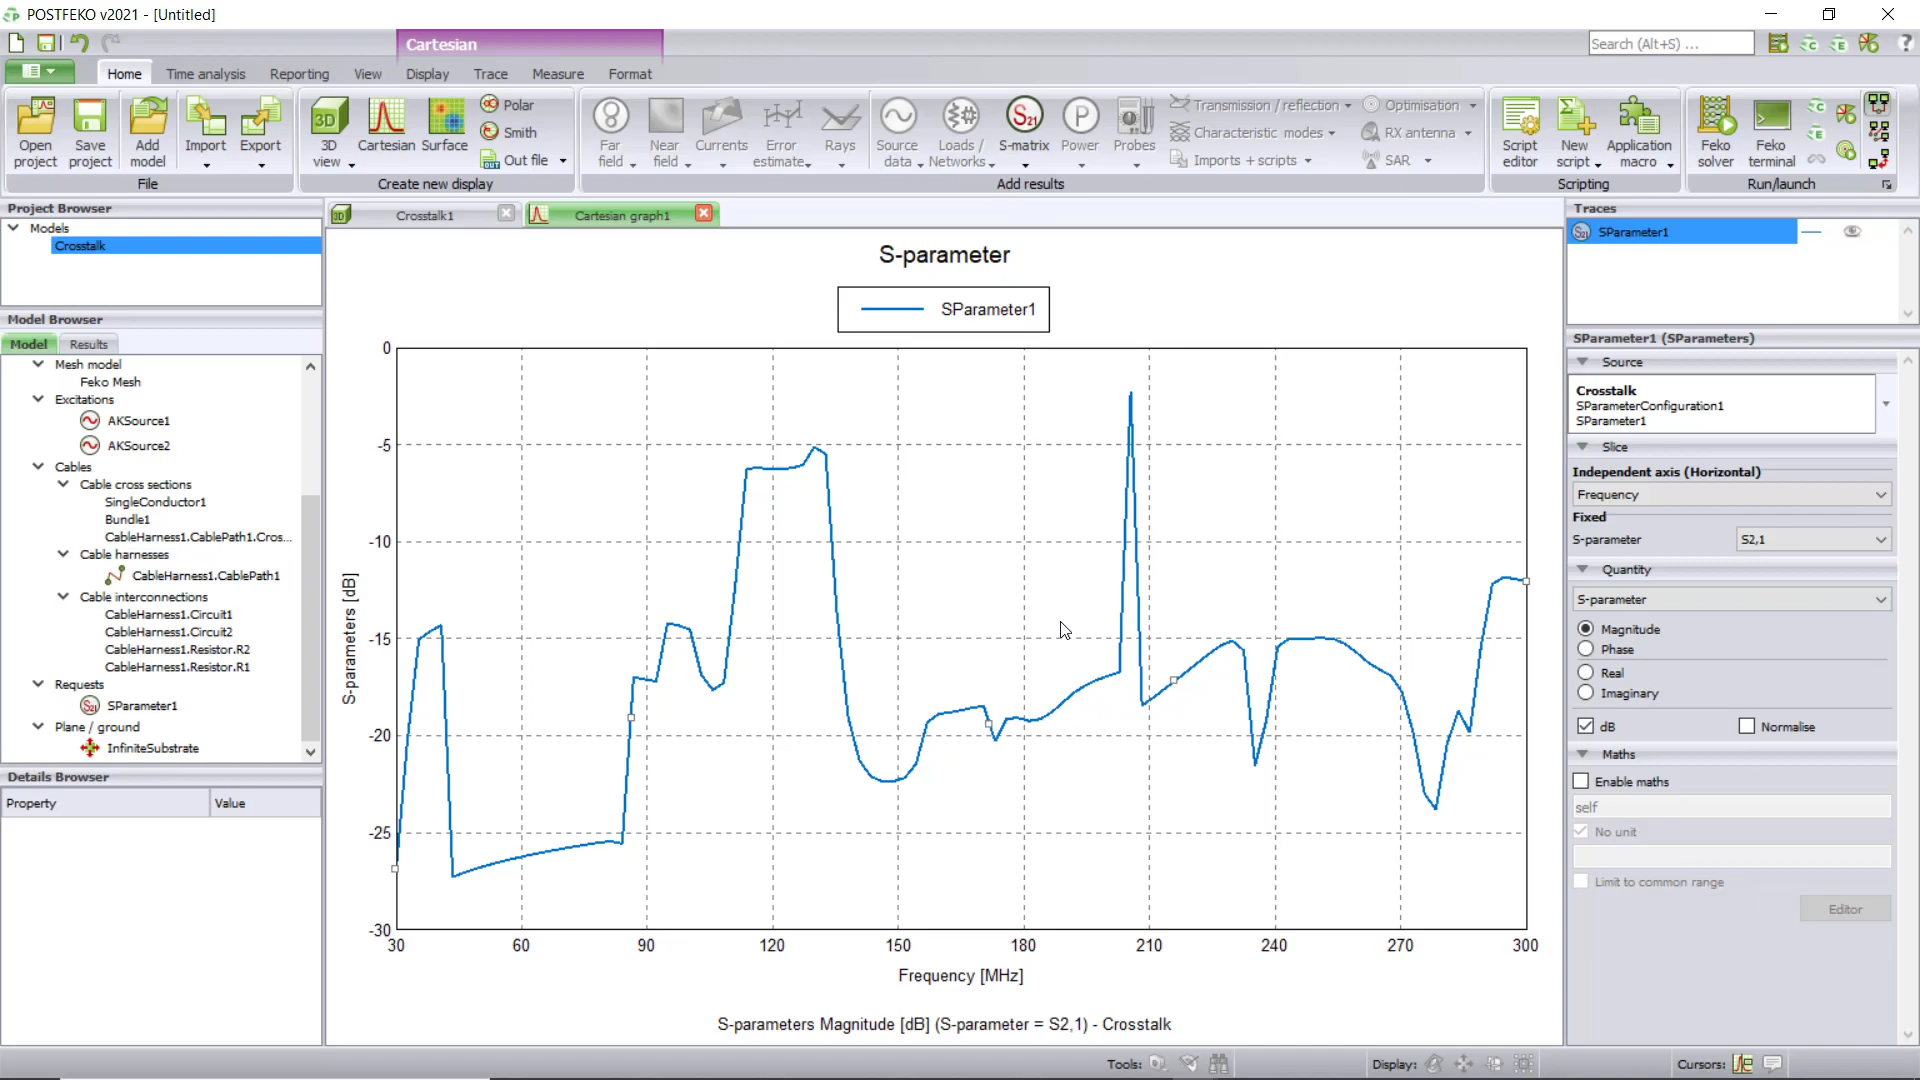 POSTFEKO v2021 - [Untitled]
Cartesian
Search (Alt+S) ...
Home Time analysis Reporting View Display Trace Measure Format
Open project
Save project
Add model
Import
Export
File
3D view
Cartesian
Surface
Polar
Smith
Out file
Create new display
Far field
Near field
Currents
Error estimate
Rays
Source data
Loads / Networks
S-matrix
Power
Probes
Transmission / reflection
Characteristic modes
Imports + scripts
Optimisation
RX antenna
SAR
Add results
Script editor
New script
Application macro
Scripting
Feko solver
Feko terminal
Run/launch
Project Browser
Models
Crosstalk
Model Browser
Model Results
Mesh model
Feko Mesh
Excitations
AKSource1
AKSource2
Cables
Cable cross sections
SingleConductor1
Bundle1
CableHarness1.CablePath1.Cros...
Cable harnesses
CableHarness1.CablePath1
Cable interconnections
CableHarness1.Circuit1
CableHarness1.Circuit2
CableHarness1.Resistor.R2
CableHarness1.Resistor.R1
Requests
SParameter1
Plane / ground
InfiniteSubstrate
Details Browser
Property Value
Crosstalk1
Cartesian graph1
S-parameter
SParameter1
S-parameters [dB]
0
-5
-10
-15
-20
-25
-30
30 60 90 120 150 180 210 240 270 300
Frequency [MHz]
S-parameters Magnitude [dB] (S-parameter = S2,1) - Crosstalk
Traces
SParameter1
SParameter1 (SParameters)
Source
Crosstalk
SParameterConfiguration1
SParameter1
Slice
Independent axis (Horizontal)
Frequency
Fixed
S-parameter S2,1
Quantity
S-parameter
Magnitude
Phase
Real
Imaginary
dB Normalise
Maths
Enable maths
self
No unit
Limit to common range
Editor
Tools: Display: Cursors: